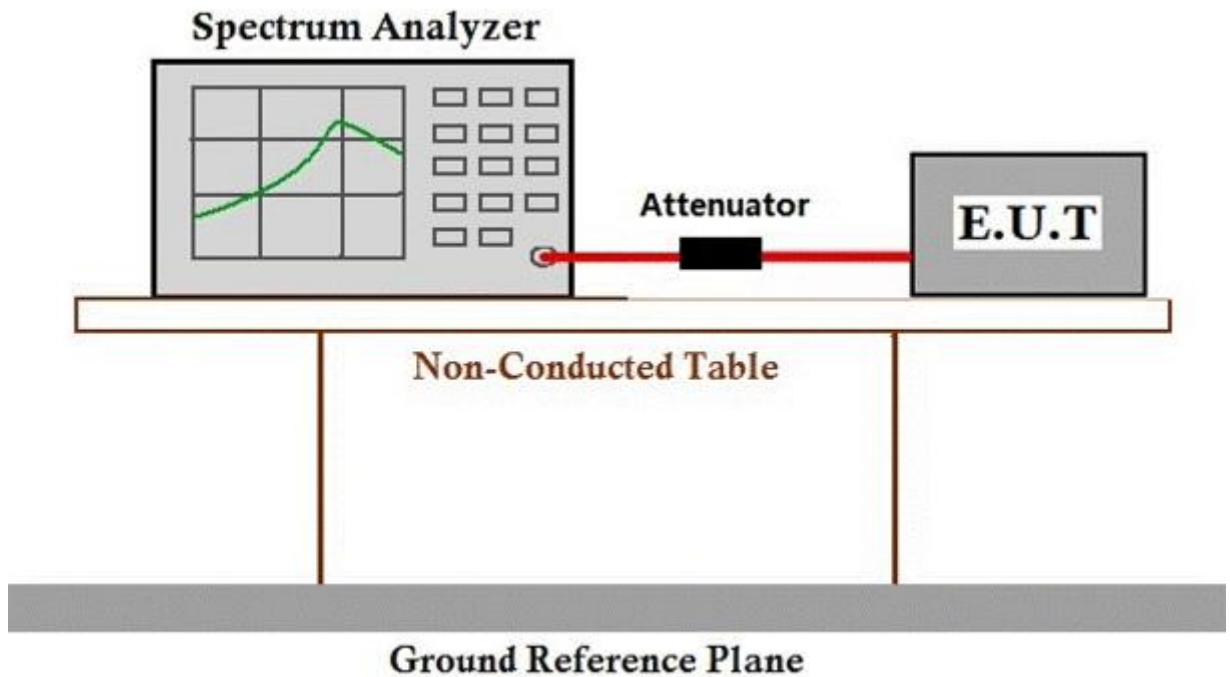 Spectrum Analyzer
Attenuator
E.U.T
Non-Conducted Table
Ground Reference Plane